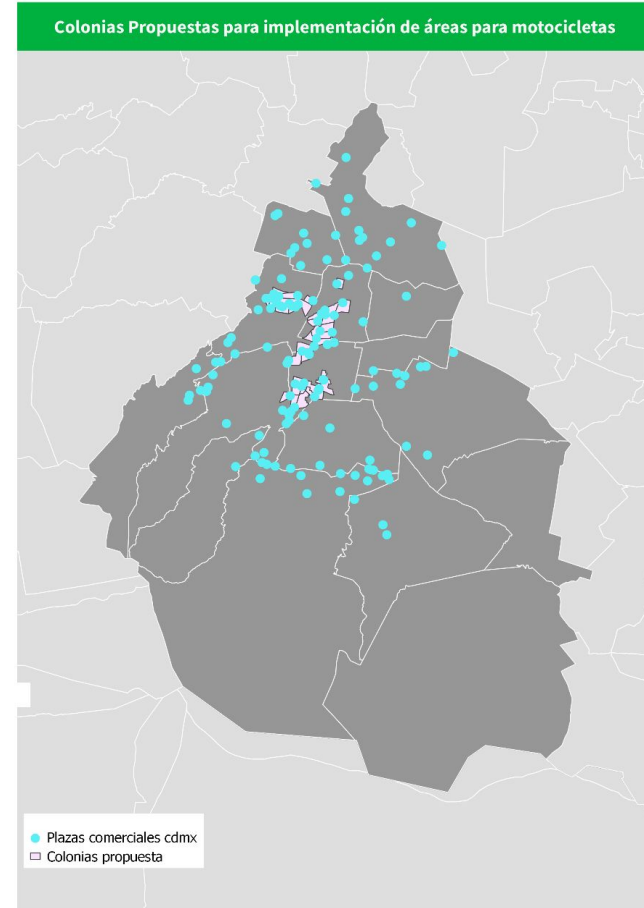 Colonias Propuestas para implementación de áreas para motocicletas
Plazas comerciales cdmx
Colonias propuesta